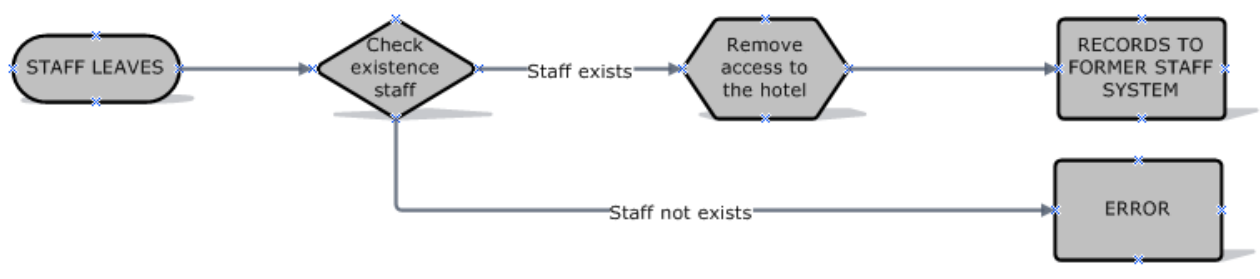 STAFF LEAVES
Check
existence
staff
Staff exists
Remove
access to
the hotel
RECORDS TO
FORMER STAFF
SYSTEM
Staff not exists
ERROR